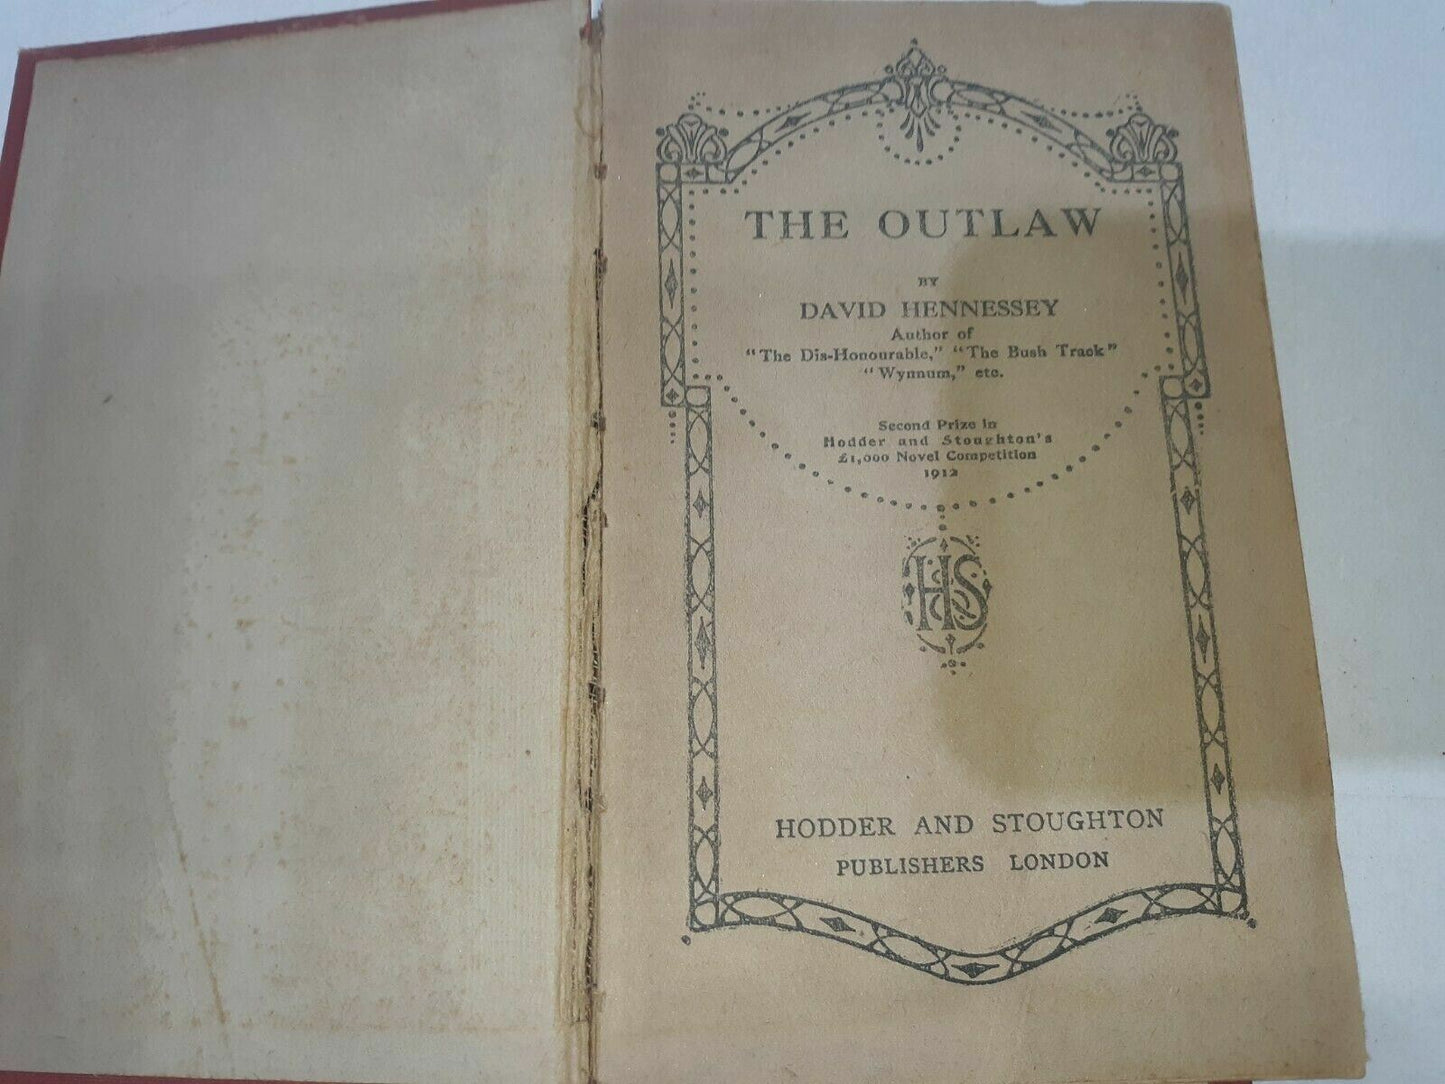 THE OUTLAW
BY
DAVID HENNESSEY
Author of
"The Dis-Honourable," "The Bush Track"
"Wynnum," etc.
Second Prize in
Hodder and Stoughton's
£1,000 Novel Competition
1912
HS
HODDER AND STOUGHTON
PUBLISHERS LONDON